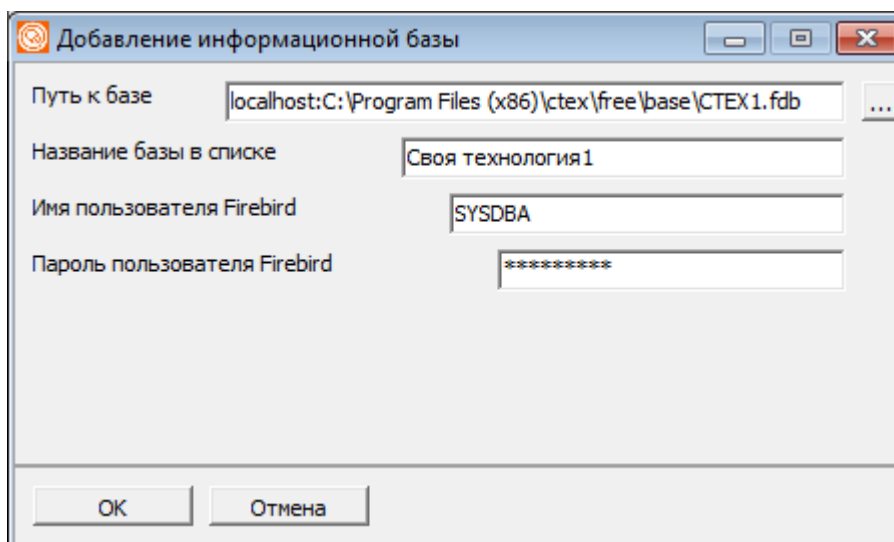 Добавление информационной базы
Путь к базе localhost:C:\Program Files (x86)\ctex\free\base\CTEX1.fdb ...
Название базы в списке Своя технология1
Имя пользователя Firebird SYSDBA
Пароль пользователя Firebird *********
ОК Отмена